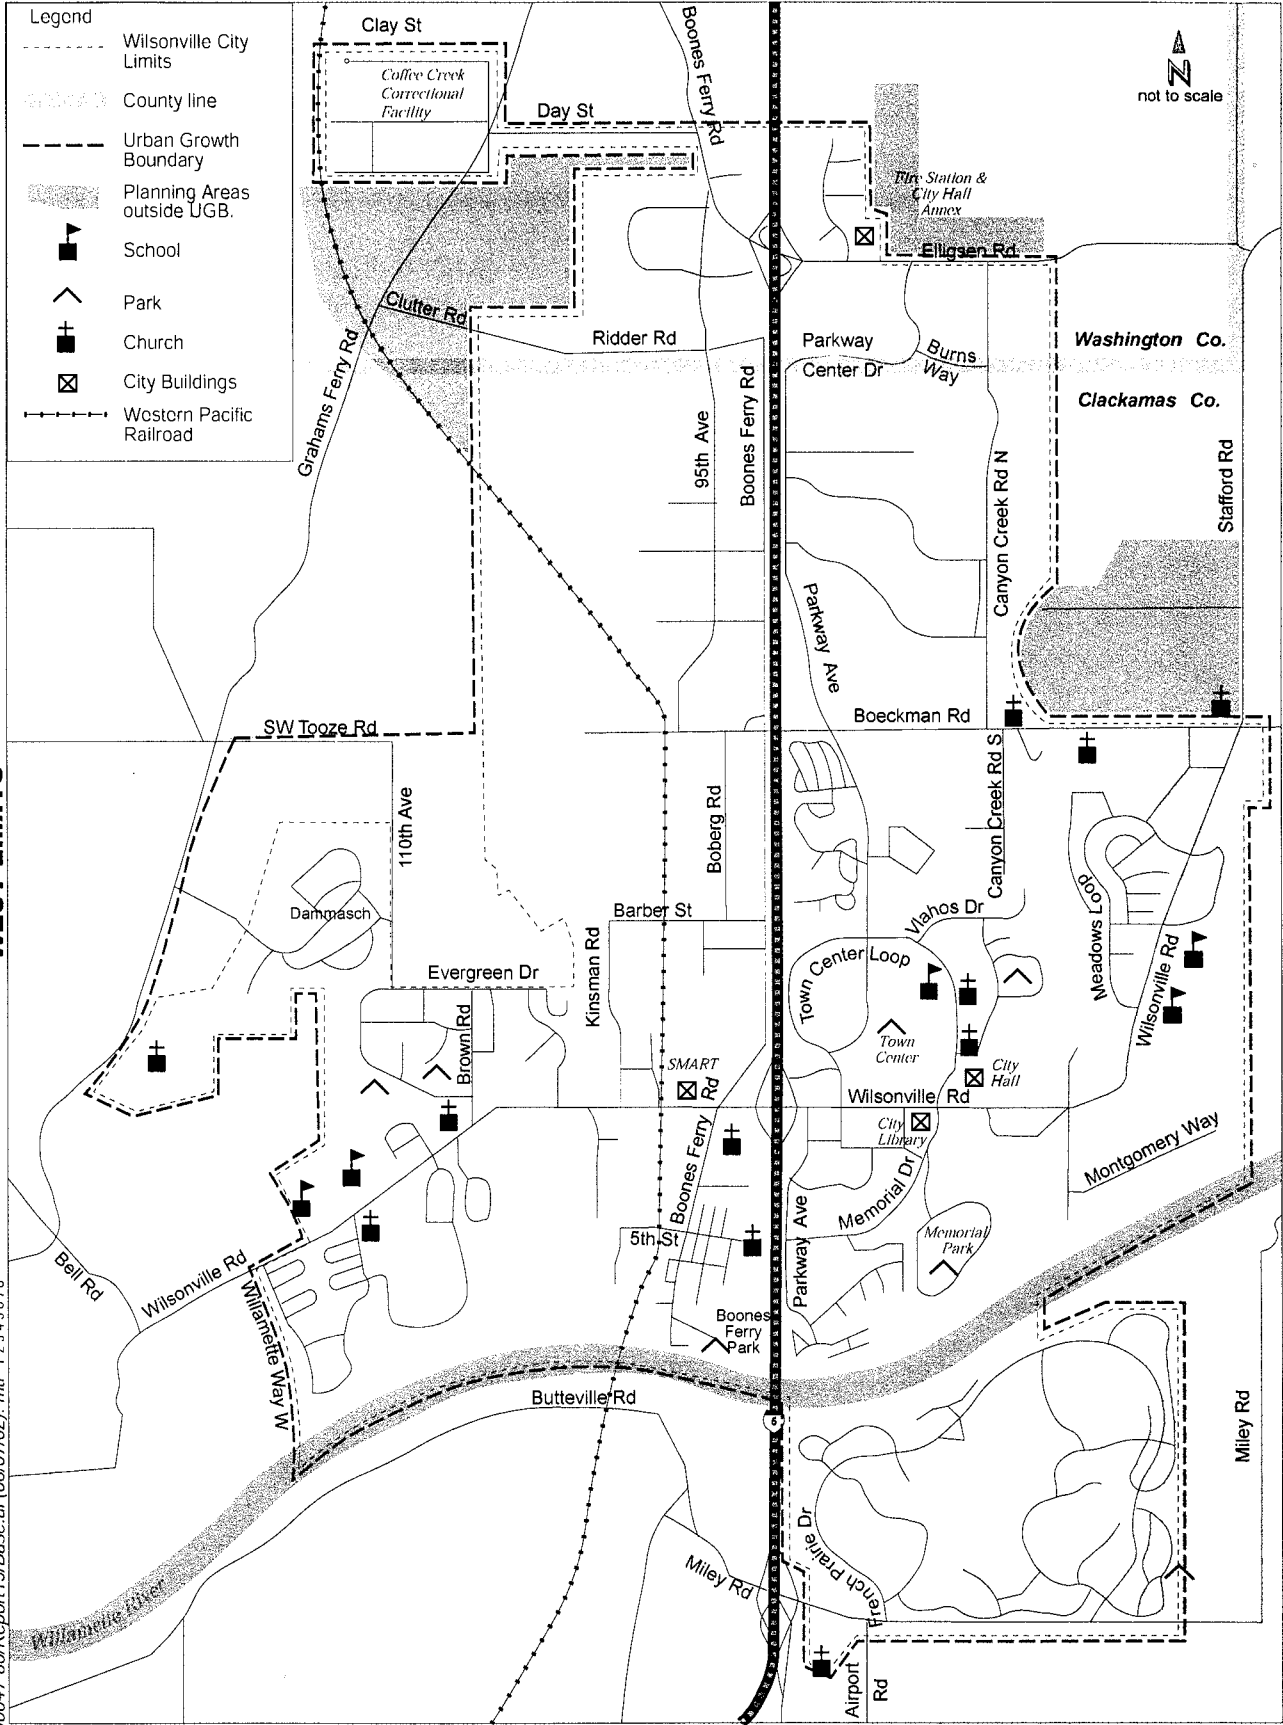 Legend
Wilsonville City
Limits
County line
Urban Growth
Boundary
Planning Areas
outside UGB.
School
Park
Church
City Buildings
Western Pacific
Railroad
Clay St
Coffee Creek
Correctional
Facility
Day St
Boones Ferry Rd
N
not to scale
Fire Station &
City Hall
Annex
Elligsen Rd
Clutter Rd
Ridder Rd
Grahams Ferry Rd
Parkway
Center Dr
Burns
Way
Washington Co.
Clackamas Co.
95th Ave
Boones Ferry Rd
Canyon Creek Rd N
Stafford Rd
Parkway Ave
SW Tooze Rd
Boeckman Rd
110th Ave
Boberg Rd
Canyon Creek Rd S
Dammasch
Barber St
Vlahos Dr
Meadows Loop
Town Center Loop
Wilsonville Rd
Evergreen Dr
Kinsman Rd
Brown Rd
SMART
Town
Center
City
Hall
Wilsonville Rd
Boones Ferry Rd
City
Library
Montgomery Way
Memorial Dr
5th St
Parkway Ave
Memorial
Park
Bell Rd
Wilsonville Rd
Willamette Way W
Boones
Ferry
Park
Butteville Rd
5
Miley Rd
French Prairie Dr
Miley Rd
Willamette River
Airport
Rd